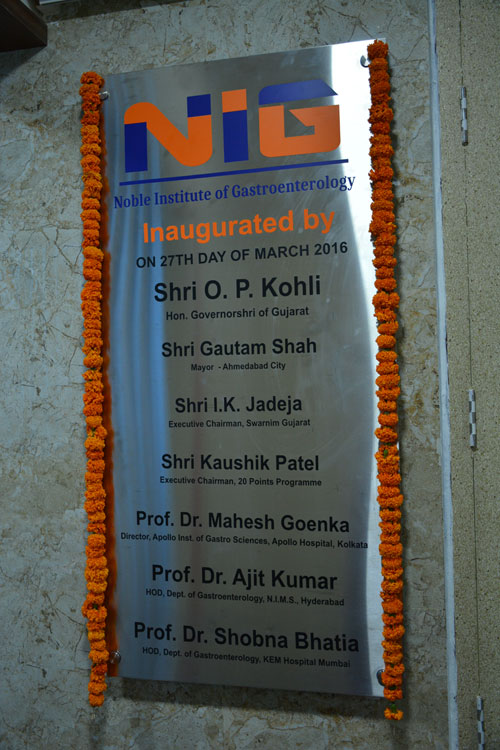 NIG
Noble Institute of Gastroenterology
Inaugurated by
ON 27TH DAY OF MARCH 2016
Shri O. P. Kohli
Hon. Governorshri of Gujarat
Shri Gautam Shah
Mayor - Ahmedabad City
Shri I.K. Jadeja
Executive Chairman, Swarnim Gujarat
Shri Kaushik Patel
Executive Chairman, 20 Points Programme
Prof. Dr. Mahesh Goenka
Director, Apollo Inst. of Gastro Sciences, Apollo Hospital, Kolkata
Prof. Dr. Ajit Kumar
HOD, Dept. of Gastroenterology, N.I.M.S., Hyderabad
Prof. Dr. Shobna Bhatia
HOD, Dept. of Gastroenterology, KEM Hospital Mumbai